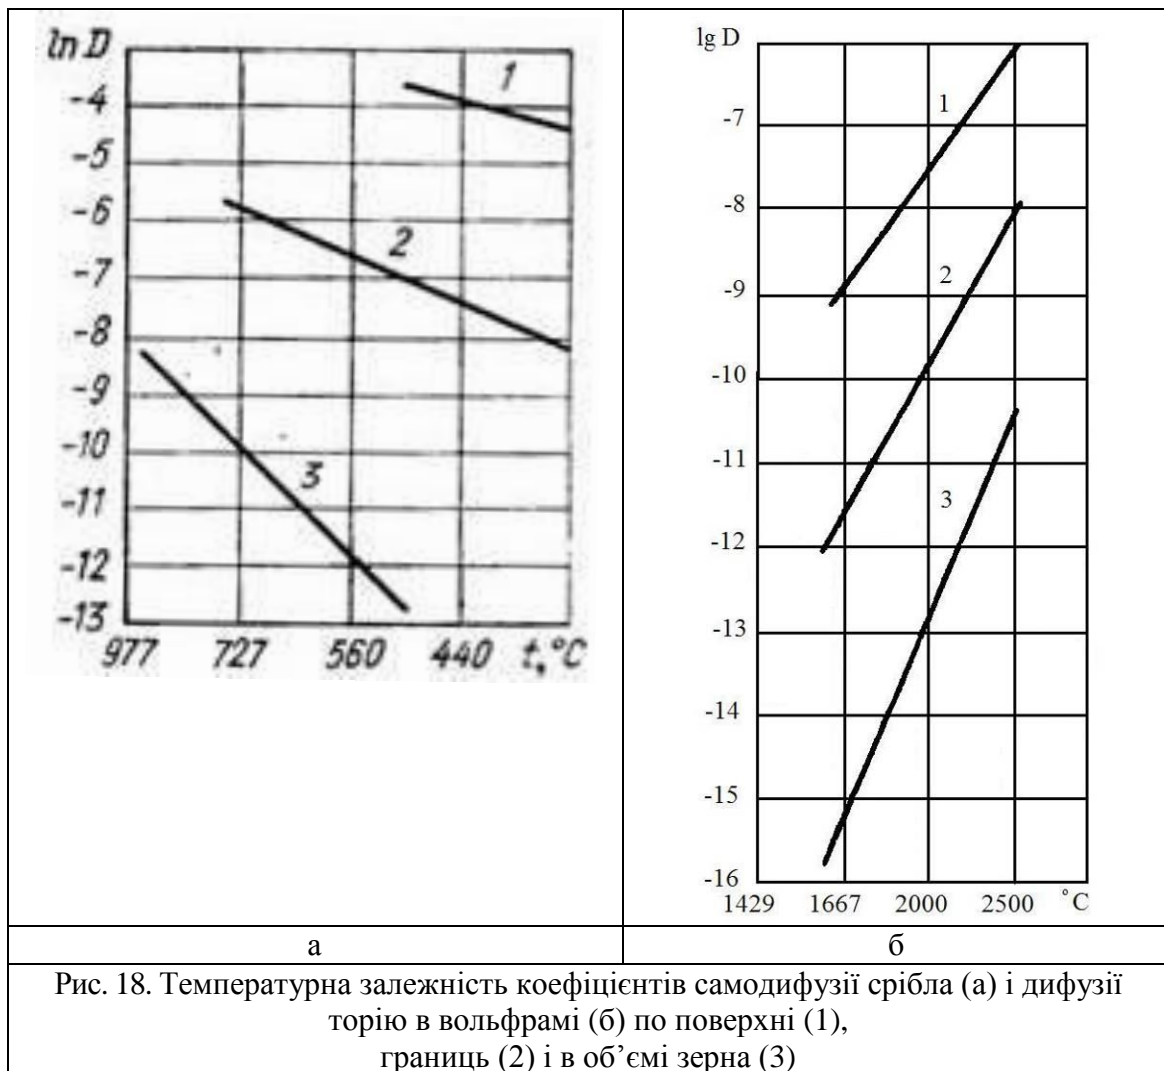 ln D
-4
-5
-6
-7
-8
-9
-10
-11
-12
-13
977 727 560 440 t,°C
1
2
3
lg D
-7
-8
-9
-10
-11
-12
-13
-14
-15
-16
1429 1667 2000 2500 °C
1
2
3
а
б
Рис. 18. Температурна залежність коефіцієнтів самодифузії срібла (а) і дифузії
торію в вольфрамі (б) по поверхні (1),
границь (2) і в об’ємі зерна (3)